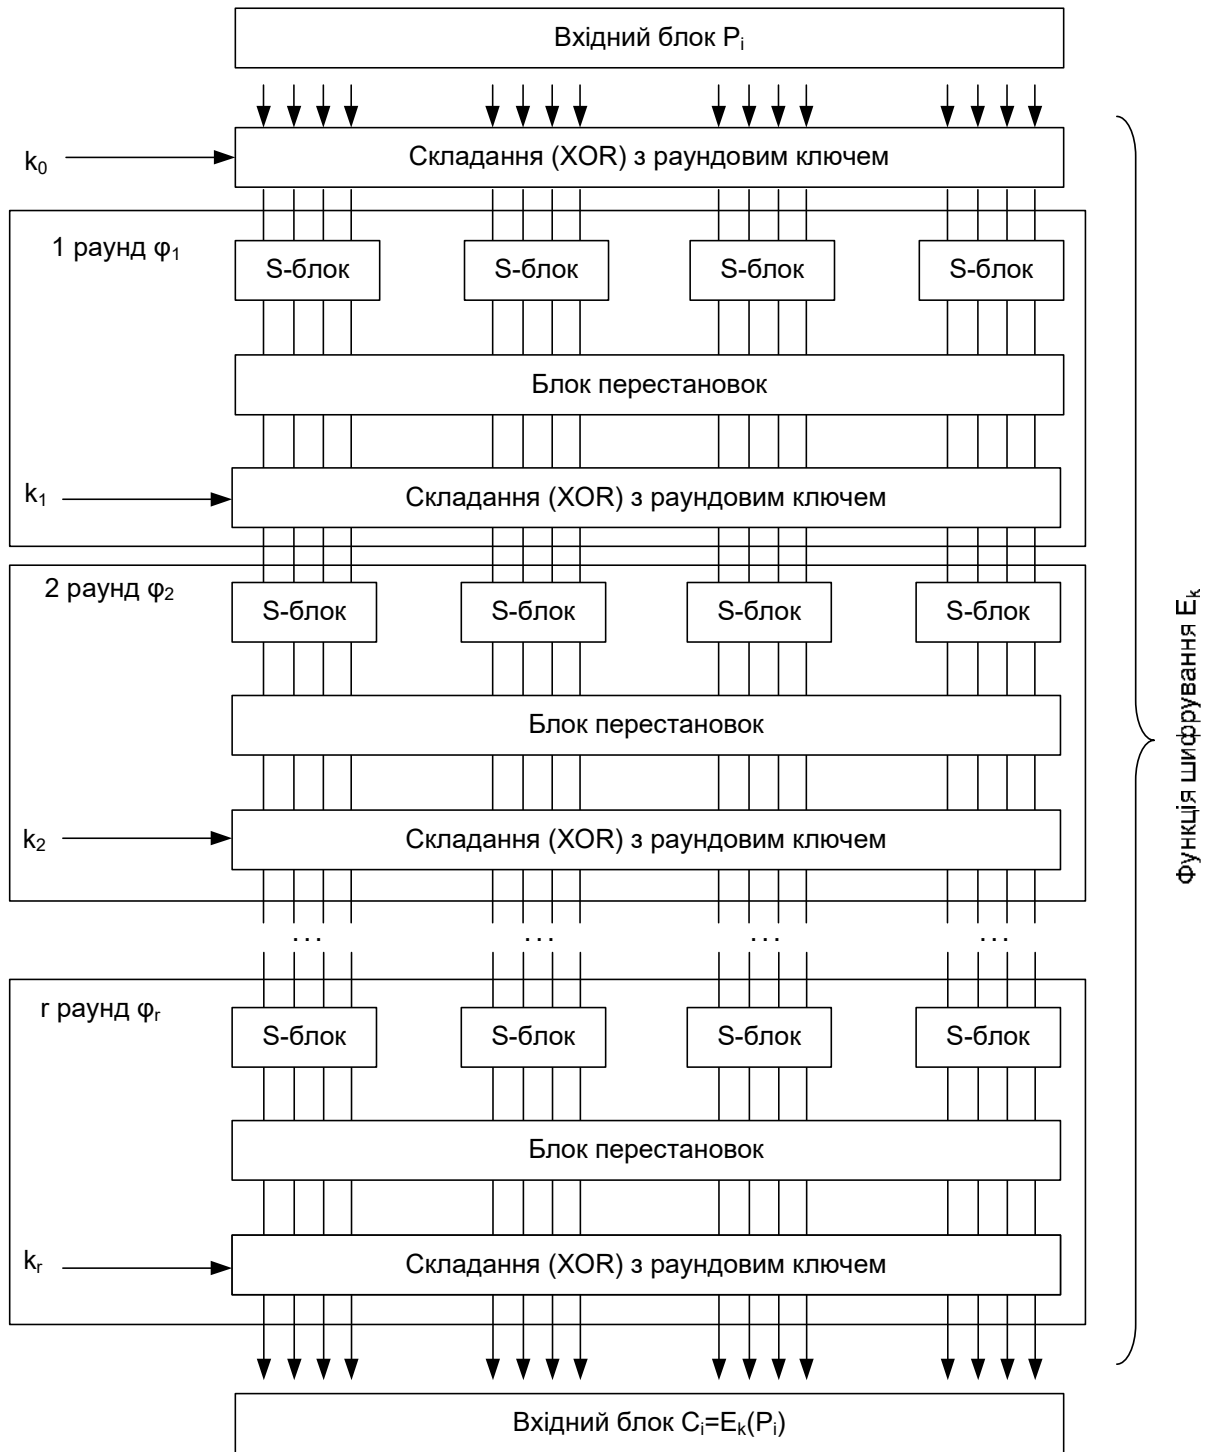 Вхідний блок Pi
k0
Складання (XOR) з раундовим ключем
1 раунд φ1
S-блок S-блок S-блок S-блок
Блок перестановок
k1
Складання (XOR) з раундовим ключем
2 раунд φ2
S-блок S-блок S-блок S-блок
Блок перестановок
k2
Складання (XOR) з раундовим ключем
... ... ... ...
r раунд φr
S-блок S-блок S-блок S-блок
Блок перестановок
kr
Складання (XOR) з раундовим ключем
Вхідний блок Ci=Ek(Pi)
Функція шифрування Ek